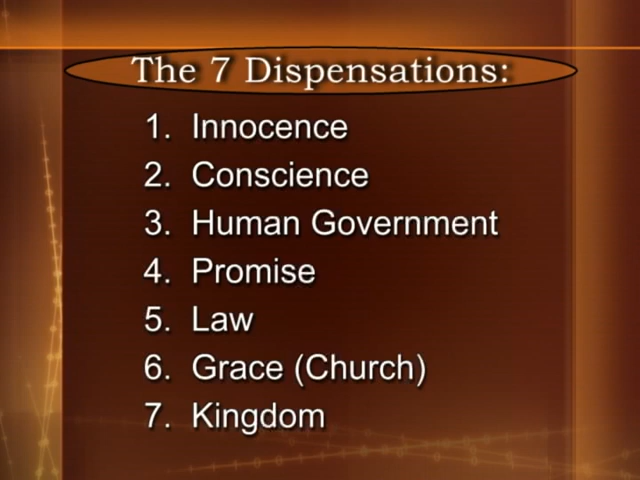 The 7 Dispensations:
1. Innocence
2. Conscience
3. Human Government
4. Promise
5. Law
6. Grace (Church)
7. Kingdom